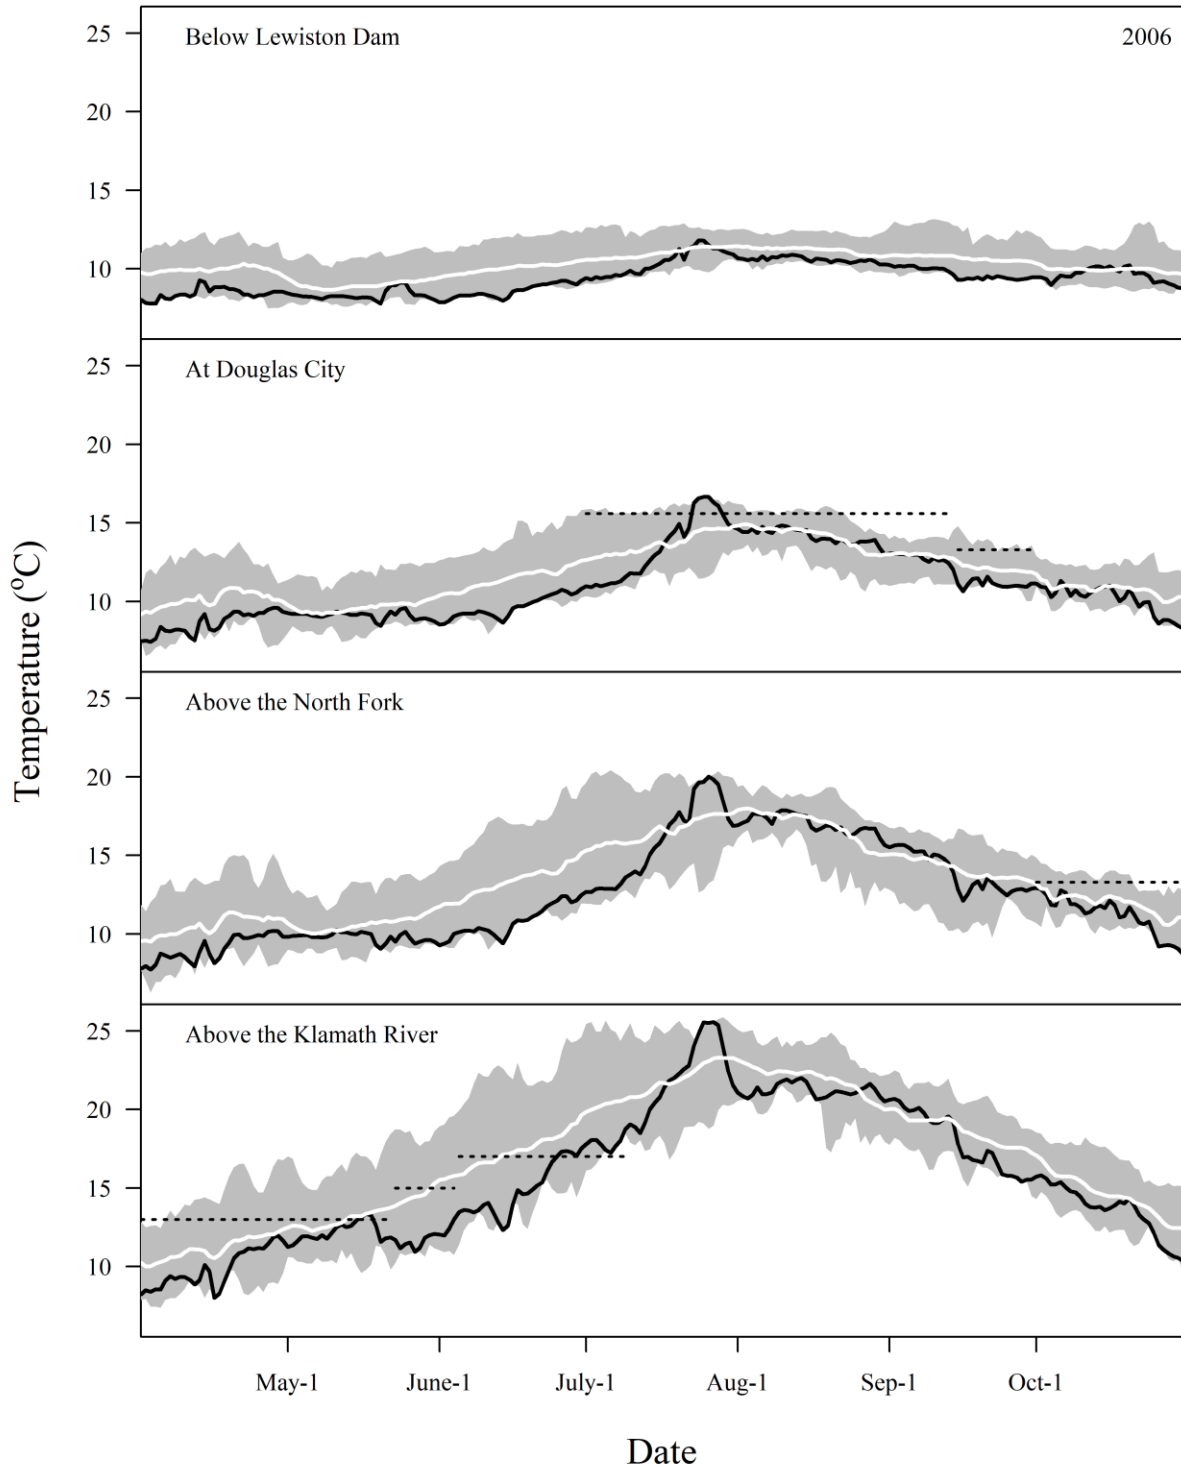 Below Lewiston Dam 2006
25
20
15
10
At Douglas City
25
20
15
10
Above the North Fork
25
20
15
10
Above the Klamath River
25
20
15
10
Temperature (°C)
May-1 June-1 July-1 Aug-1 Sep-1 Oct-1
Date